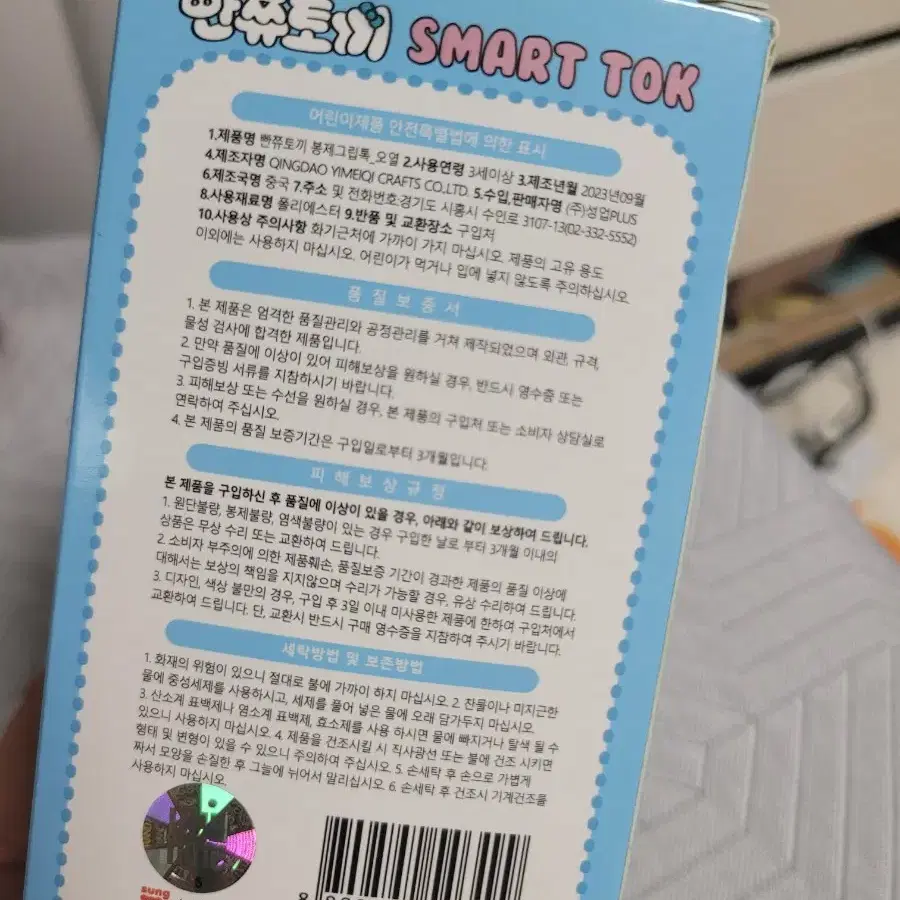 빤쮸토끼 SMART TOK
어린이제품 안전특별법에 의한 표시
1.제품명 빤쮸토끼 봉제그립톡_오열 2.사용연령 3세이상 3.제조년월 2023년09월
4.제조자명 QINGDAO YIMEIQI CRAFTS CO.,LTD. 5.수입,판매자명 (주)성업PLUS
6.제조국명 중국 7.주소 및 전화번호:경기도 시흥시 수인로 3107-13(02-332-5552)
8.사용재료명 폴리에스터 9.반품 및 교환장소 구입처
10.사용상 주의사항 화기근처에 가까이 가지 마십시오. 제품의 고유 용도
이외에는 사용하지 마십시오. 어린이가 먹거나 입에 넣지 않도록 주의하십시오.
품질보증서
1. 본 제품은 엄격한 품질관리와 공정관리를 거쳐 제작되었으며 외관, 규격,
물성 검사에 합격한 제품입니다.
2. 만약 품질에 이상이 있어 피해보상을 원하실 경우, 반드시 영수증 또는
구입증빙 서류를 지참하시기 바랍니다.
3. 피해보상 또는 수선을 원하실 경우, 본 제품의 구입처 또는 소비자 상담실로
연락하여 주십시오.
4. 본 제품의 품질 보증기간은 구입일로부터 3개월입니다.
피해보상규정
본 제품을 구입하신 후 품질에 이상이 있을 경우, 아래와 같이 보상하여 드립니다.
1. 원단불량, 봉제불량, 염색불량이 있는 경우 구입한 날로 부터 3개월 이내의
상품은 무상 수리 또는 교환하여 드립니다.
2. 소비자 부주의에 의한 제품훼손, 품질보증 기간이 경과한 제품의 품질 이상에
대해서는 보상의 책임을 지지않으며 수리가 가능할 경우, 유상 수리하여 드립니다.
3. 디자인, 색상 불만의 경우, 구입 후 3일 이내 미사용한 제품에 한하여 구입처에서
교환하여 드립니다. 단, 교환시 반드시 구매 영수증을 지참하여 주시기 바랍니다.
세탁방법 및 보존방법
1. 화재의 위험이 있으니 절대로 불에 가까이 하지 마십시오. 2. 찬물이나 미지근한
물에 중성세제를 사용하시고, 세제를 풀어 넣은 물에 오래 담가두지 마십시오.
3. 산소계 표백제나 염소계 표백제, 효소제를 사용 하시면 물에 빠지거나 탈색 될 수
있으니 사용하지 마십시오. 4. 제품을 건조시킬 시 직사광선 또는 불에 건조 시키면
형태 및 변형이 있을 수 있으니 주의하여 주십시오. 5. 손세탁 후 손으로 가볍게
짜서 모양을 손질한 후 그늘에 뉘어서 말리십시오. 6. 손세탁 후 건조시 기계건조를
사용하지 마십시오.
sung